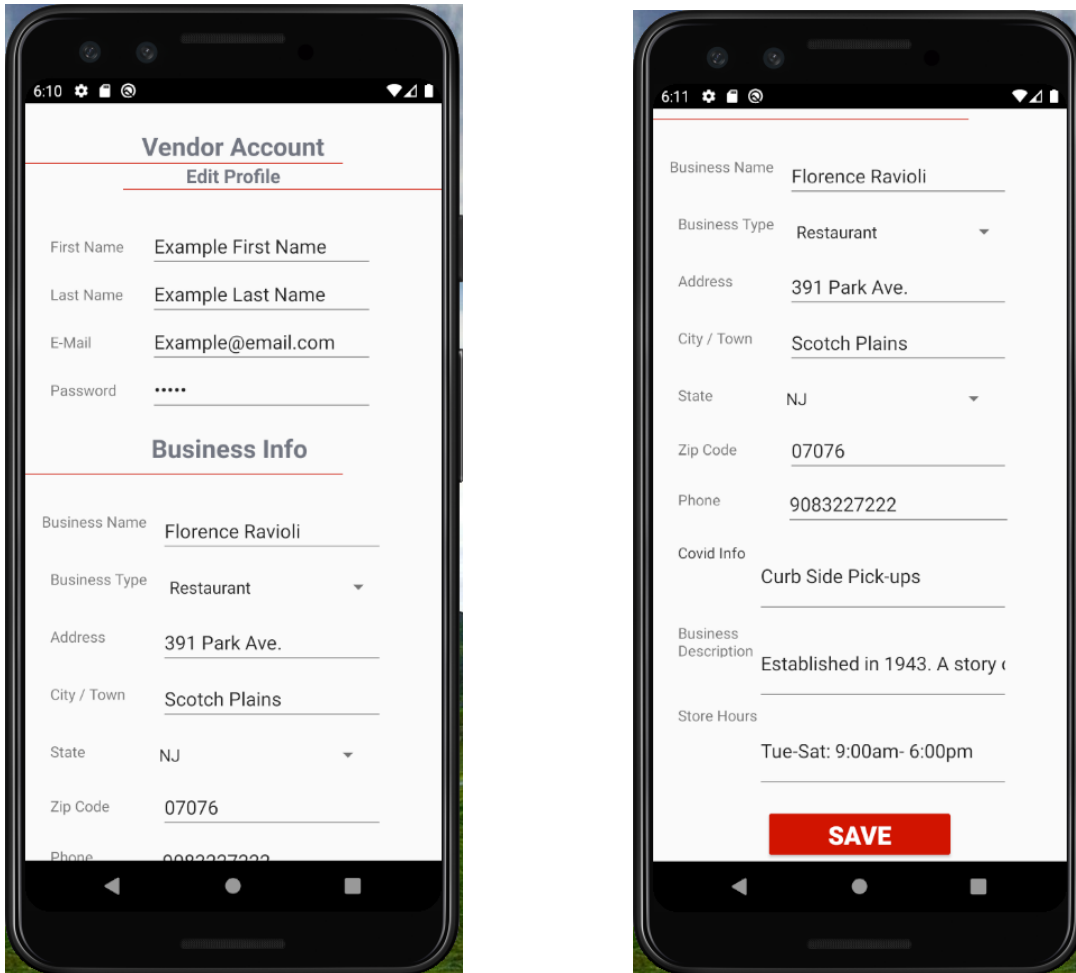 6:10
Vendor Account
Edit Profile
First Name Example First Name
Last Name Example Last Name
E-Mail Example@email.com
Password •••••
Business Info
Business Name Florence Ravioli
Business Type Restaurant
Address 391 Park Ave.
City / Town Scotch Plains
State NJ
Zip Code 07076
Phone 9083227222
6:11
Business Name Florence Ravioli
Business Type Restaurant
Address 391 Park Ave.
City / Town Scotch Plains
State NJ
Zip Code 07076
Phone 9083227222
Covid Info
Curb Side Pick-ups
Business
Description
Established in 1943. A story
Store Hours
Tue-Sat: 9:00am- 6:00pm
SAVE